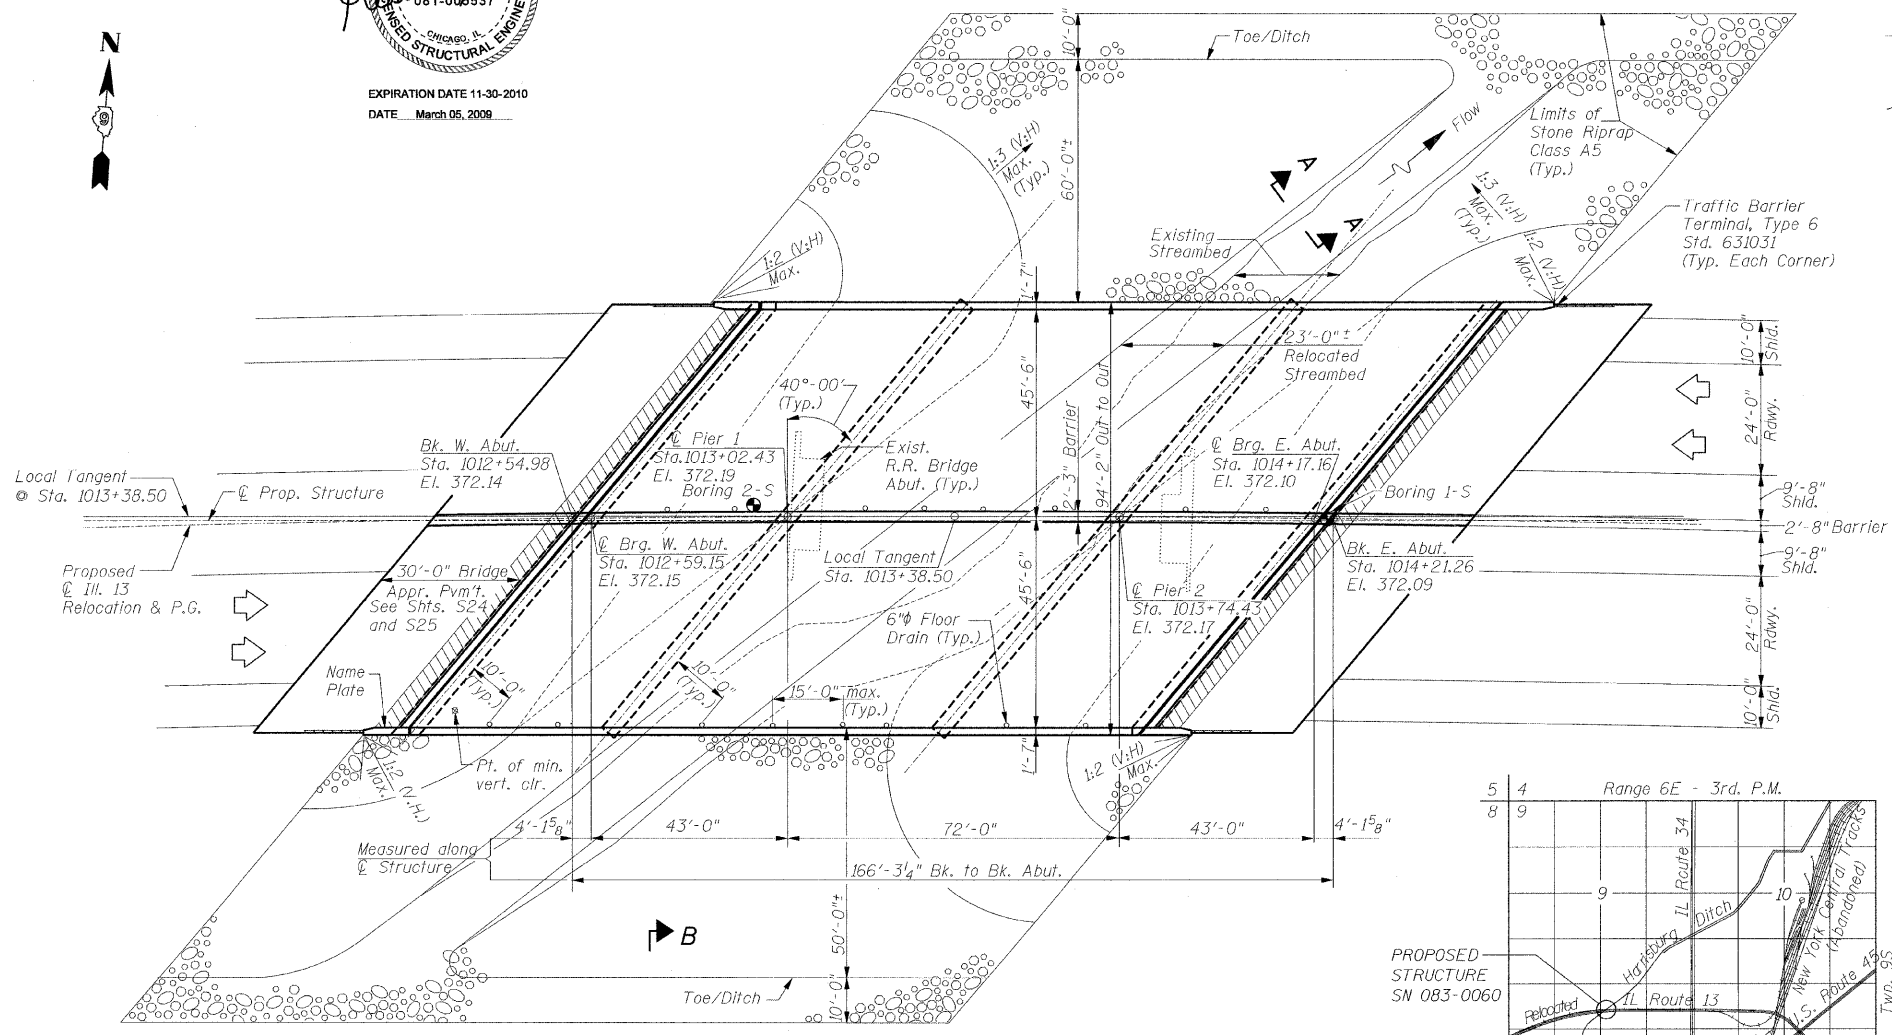 081-006537
CHICAGO, IL
ENSED STRUCTURAL ENGINE
EXPIRATION DATE 11-30-2010
DATE March 05, 2009
N
10'-0"
Toe/Ditch
Flow
Limits of
Stone Riprap
Class A5
(Typ.)
1:3 (V:H)
Max.
(Typ.)
60'-0"±
A
A
1:3 (V:H)
Max.
(Typ.)
1:2 (V:H)
Max.
Traffic Barrier
Terminal, Type 6
Std. 631031
(Typ. Each Corner)
1:2 (V:H)
Max.
Existing
Streambed
1'-7"
23'-0"±
Relocated
Streambed
10'-0"
Shld.
24'-0"
Rdwy.
9'-8"
Shld.
2'-8" Barrier
9'-8"
Shld.
24'-0"
Rdwy.
10'-0"
Shld.
45'-6"
2'-3" Barrier
94'-2" Out to Out
40°-00'
(Typ.)
Bk. W. Abut.
Sta. 1012+54.98
El. 372.14
℄ Pier 1
Sta.1013+02.43
El. 372.19
Boring 2-S
Exist.
R.R. Bridge
Abut. (Typ.)
℄ Brg. E. Abut.
Sta. 1014+17.16
El. 372.10
Boring 1-S
Local Tangent
@ Sta. 1013+38.50
℄ Prop. Structure
Proposed
℄ Ill. 13
Relocation & P.G.
30'-0" Bridge
Appr. Pvm't.
See Shts. S24
and S25
℄ Brg. W. Abut.
Sta. 1012+59.15
El. 372.15
Local Tangent
Sta. 1013+38.50
45'-6"
℄ Pier 2
Sta. 1013+74.43
El. 372.17
Bk. E. Abut.
Sta. 1014+21.26
El. 372.09
6"ϕ Floor
Drain (Typ.)
Name
Plate
10'-0"
(Typ.)
10'-0"
(Typ.)
15'-0" max.
(Typ.)
Pt. of min.
vert. clr.
1:2 (V.H.)
Max.
1'-7"
1:2 (V:H)
Max.
4'-1⅝"
43'-0"
72'-0"
43'-0"
4'-1⅝"
Measured along
℄ Structure
166'-3¼" Bk. to Bk. Abut.
50'-0"±
B
Toe/Ditch
10'-0"
5 4
8 9
Range 6E - 3rd. P.M.
IL Route 34
9
10
Harrisburg Ditch
New York Central Tracks
(Abandoned)
PROPOSED
STRUCTURE
SN 083-0060
Relocated IL Route 13
U.S. Route 45
Twp. 9S